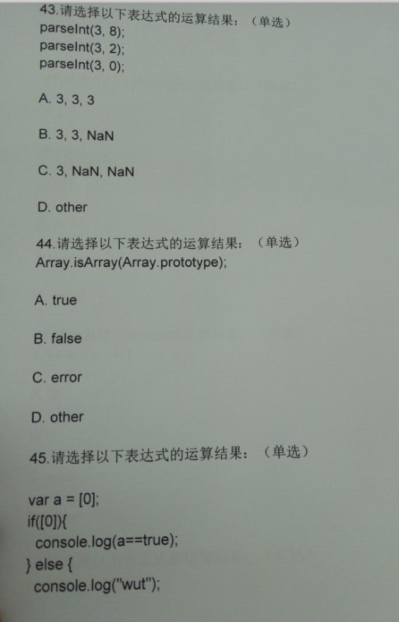 43.请选择以下表达式的运算结果：（单选）
parseInt(3, 8);
parseInt(3, 2);
parseInt(3, 0);
A. 3, 3, 3
B. 3, 3, NaN
C. 3, NaN, NaN
D. other
44.请选择以下表达式的运算结果：（单选）
Array.isArray(Array.prototype);
A. true
B. false
C. error
D. other
45.请选择以下表达式的运算结果：（单选）
var a = [0];
if([0]){
console.log(a==true);
} else {
console.log("wut");